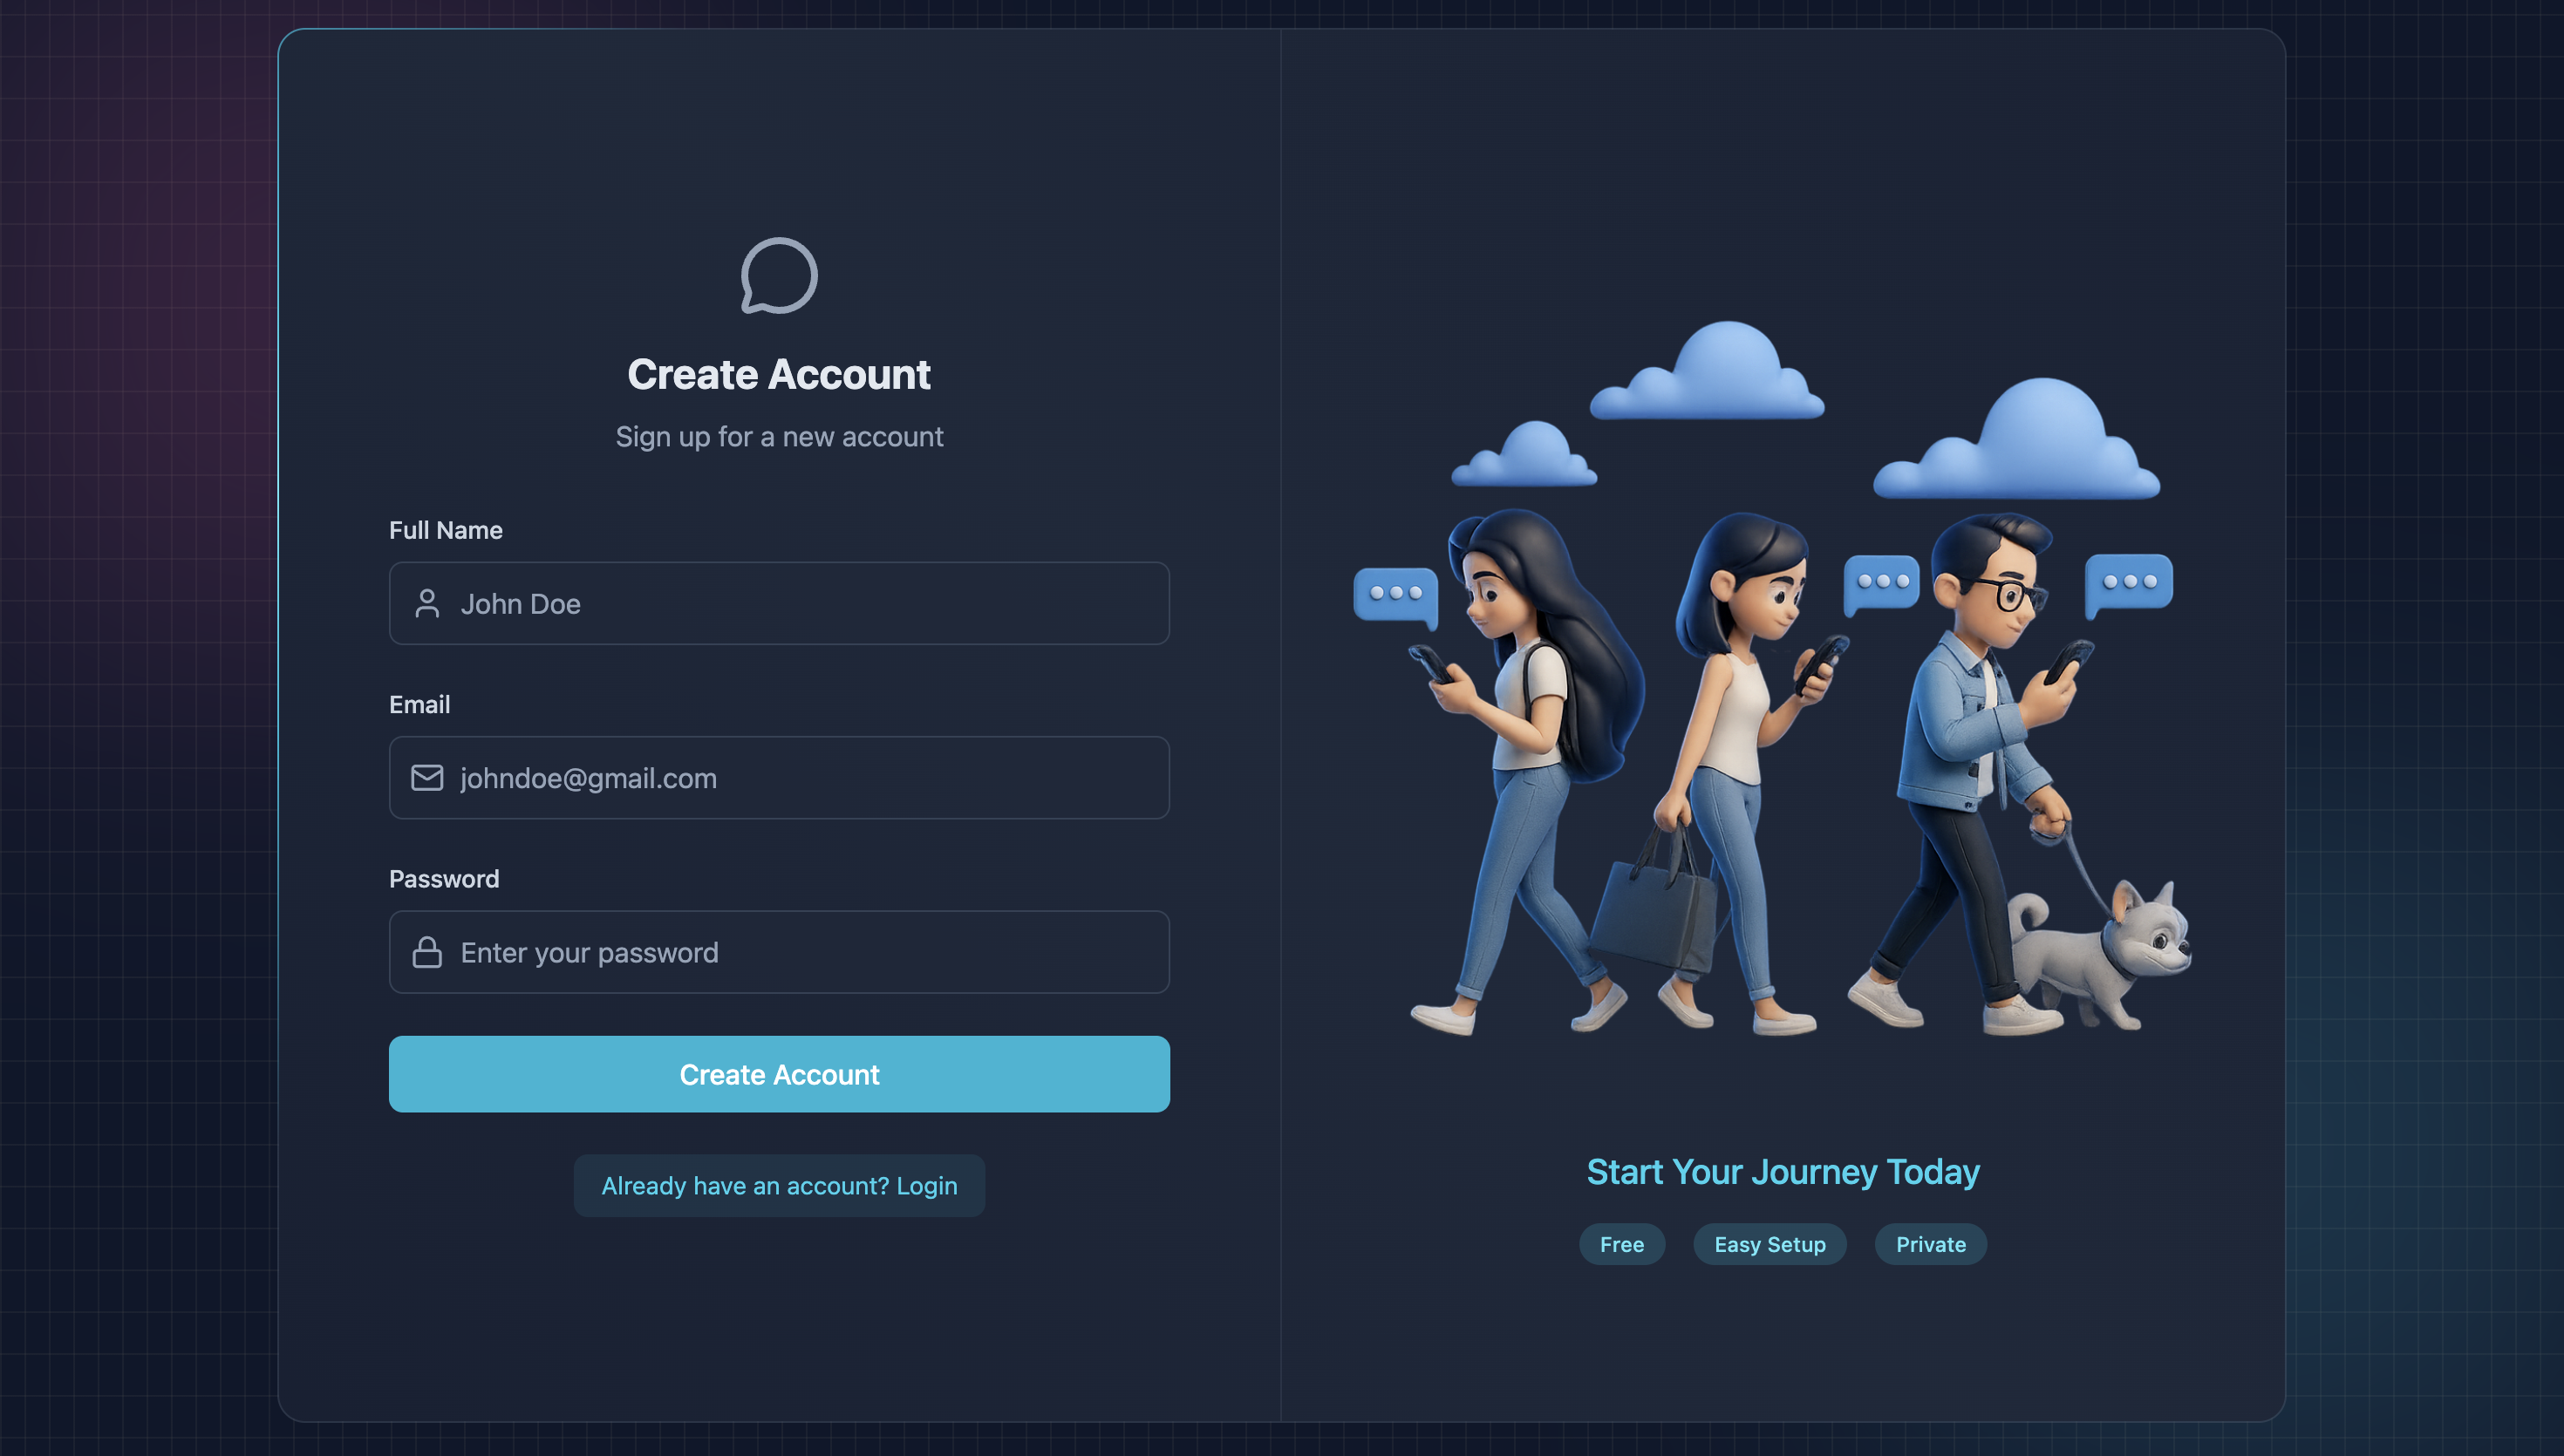 Create Account
Sign up for a new account
Full Name
John Doe
Email
johndoe@gmail.com
Password
Enter your password
Create Account
Already have an account? Login
Start Your Journey Today
Free
Easy Setup
Private